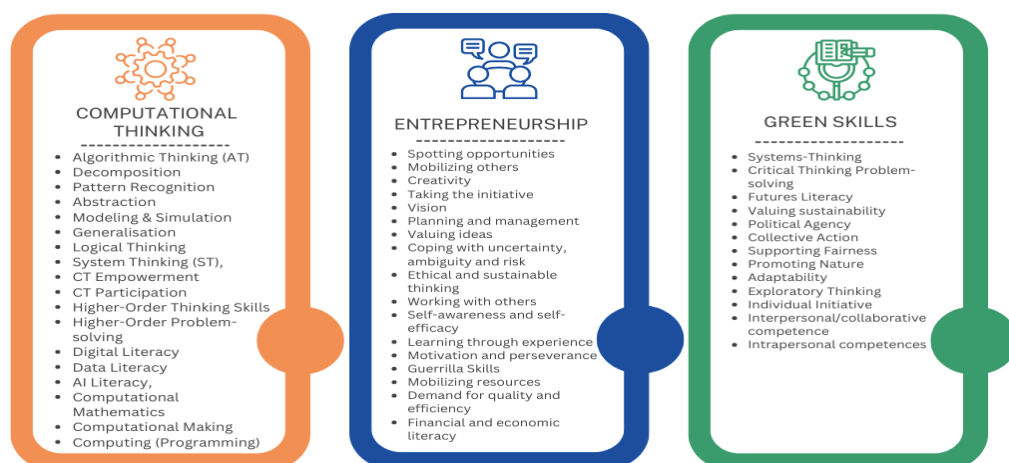 COMPUTATIONAL
THINKING
--------------------
• Algorithmic Thinking (AT)
• Decomposition
• Pattern Recognition
• Abstraction
• Modeling & Simulation
• Generalisation
• Logical Thinking
• System Thinking (ST),
• CT Empowerment
• CT Participation
• Higher-Order Thinking Skills
• Higher-Order Problem-
solving
• Digital Literacy
• Data Literacy
• AI Literacy,
• Computational
Mathematics
• Computational Making
• Computing (Programming)
ENTREPRENEURSHIP
--------------------
• Spotting opportunities
• Mobilizing others
• Creativity
• Taking the initiative
• Vision
• Planning and management
• Valuing ideas
• Coping with uncertainty,
ambiguity and risk
• Ethical and sustainable
thinking
• Working with others
• Self-awareness and self-
efficacy
• Learning through experience
• Motivation and perseverance
• Guerrilla Skills
• Mobilizing resources
• Demand for quality and
efficiency
• Financial and economic
literacy
GREEN SKILLS
--------------------
• Systems-Thinking
• Critical Thinking Problem-
solving
• Futures Literacy
• Valuing sustainability
• Political Agency
• Collective Action
• Supporting Fairness
• Promoting Nature
• Adaptability
• Exploratory Thinking
• Individual Initiative
• Interpersonal/collaborative
competence
• Intrapersonal competences